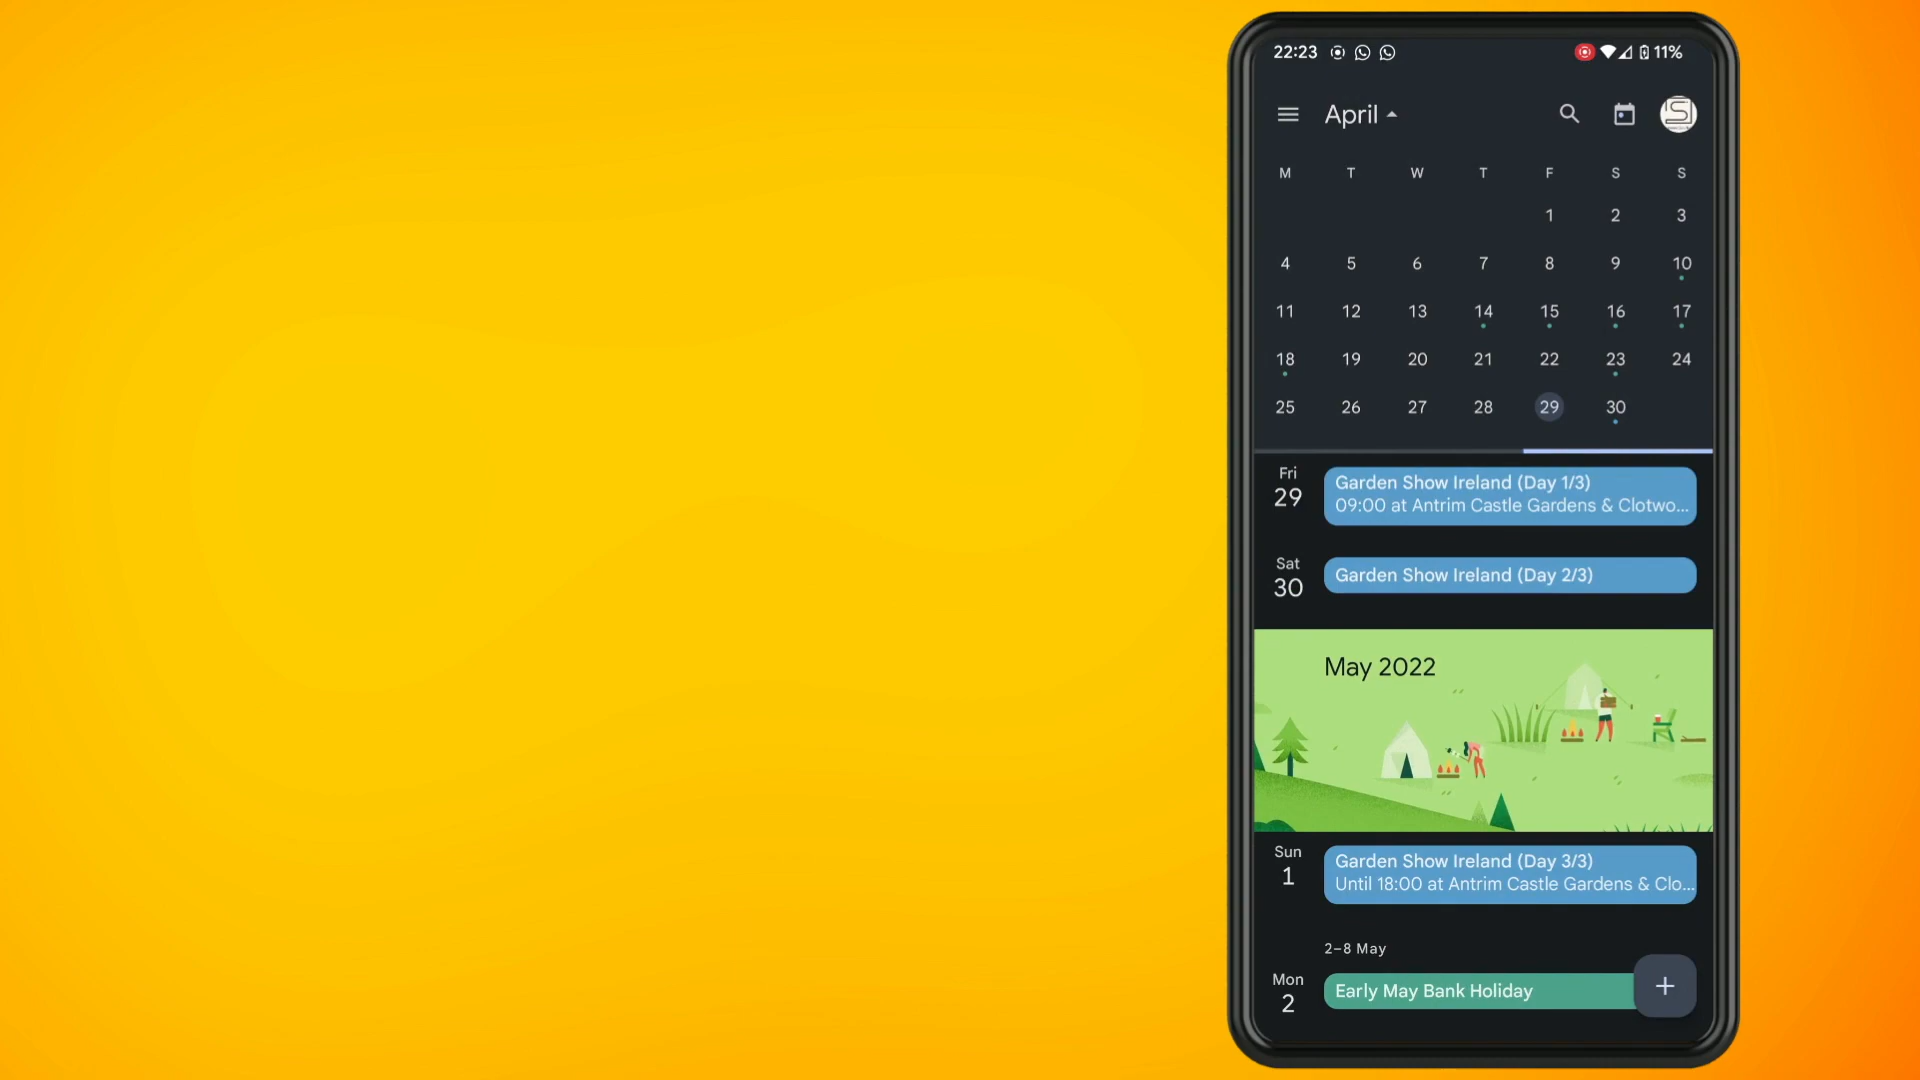 22:23
11%
April
M T W T F S S
1 2 3
4 5 6 7 8 9 10
11 12 13 14 15 16 17
18 19 20 21 22 23 24
25 26 27 28 29 30
Fri
29
Garden Show Ireland (Day 1/3)
09:00 at Antrim Castle Gardens & Clotwo...
Sat
30
Garden Show Ireland (Day 2/3)
May 2022
Sun
1
Garden Show Ireland (Day 3/3)
Until 18:00 at Antrim Castle Gardens & Clo...
2–8 May
Mon
2
Early May Bank Holiday
+